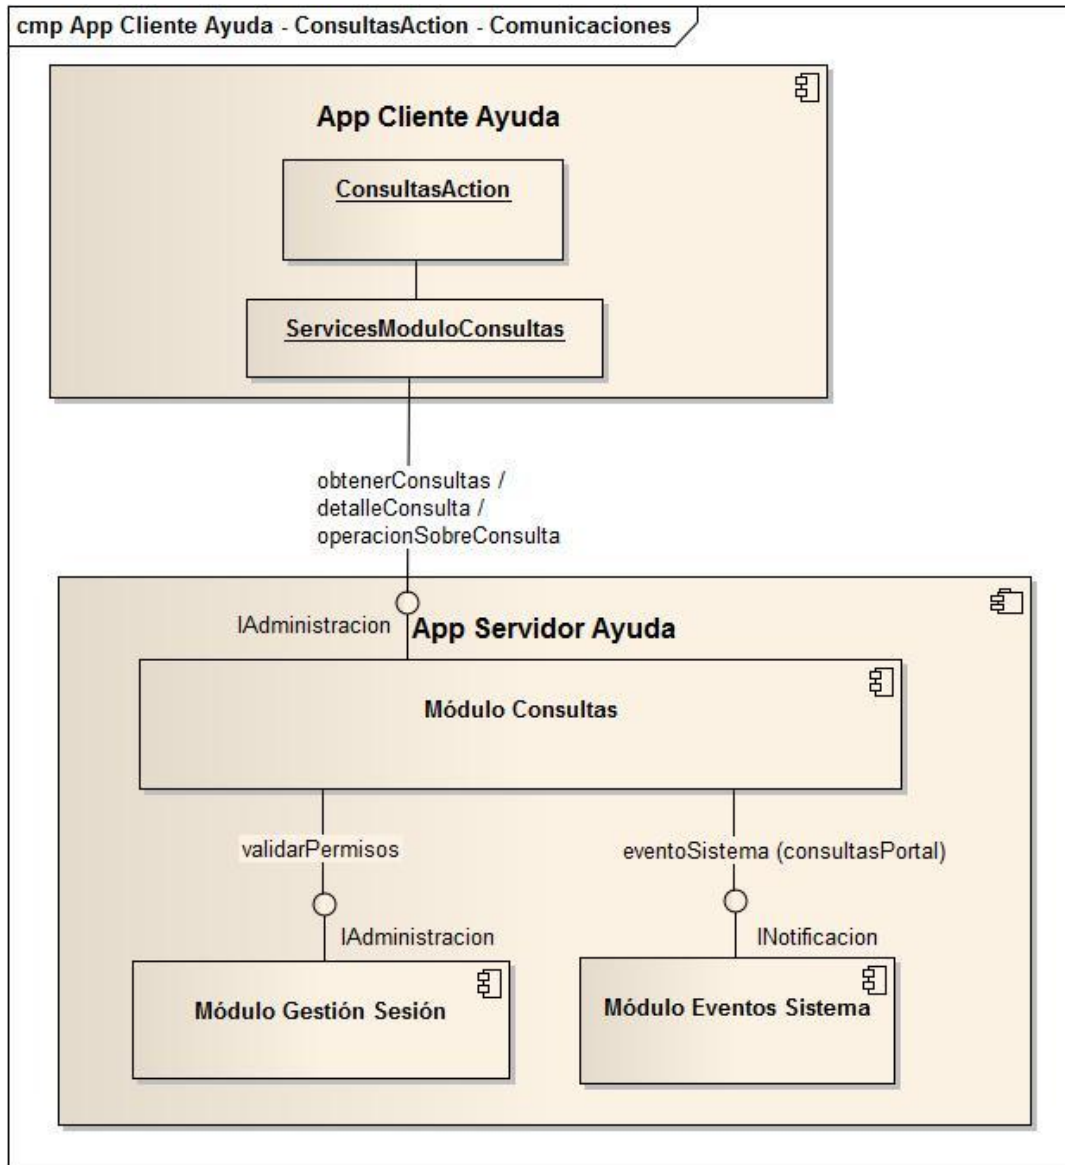 cmp App Cliente Ayuda - ConsultasAction - Comunicaciones
App Cliente Ayuda
ConsultasAction
ServicesModuloConsultas
obtenerConsultas /
detalleConsulta /
operacionSobreConsulta
IAdministracion
App Servidor Ayuda
Módulo Consultas
validarPermisos
eventoSistema (consultasPortal)
IAdministracion
INotificacion
Módulo Gestión Sesión
Módulo Eventos Sistema